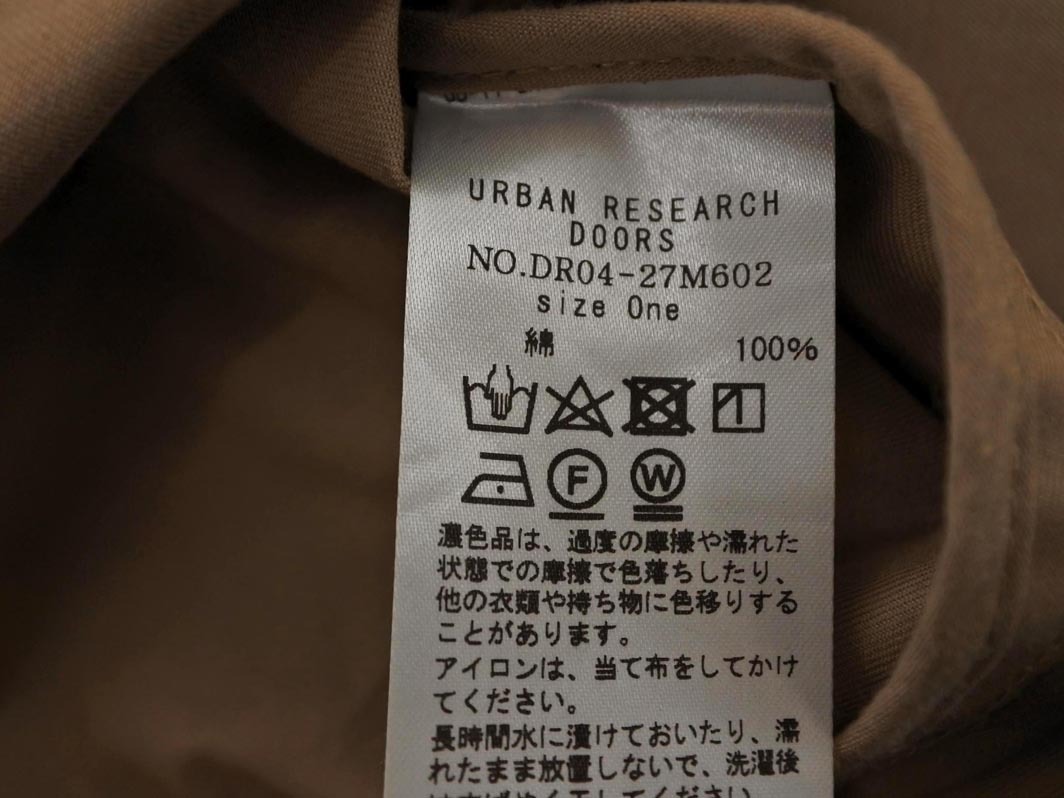 URBAN RESEARCH
DOORS
NO.DR04-27M602
size One
綿 100%
F W
濃色品は、過度の摩擦や濡れた
状態での摩擦で色落ちしたり、
他の衣類や持ち物に色移りする
ことがあります。
アイロンは、当て布をしてかけ
てください。
長時間水に漬けておいたり、濡
れたまま放置しないで、洗濯後